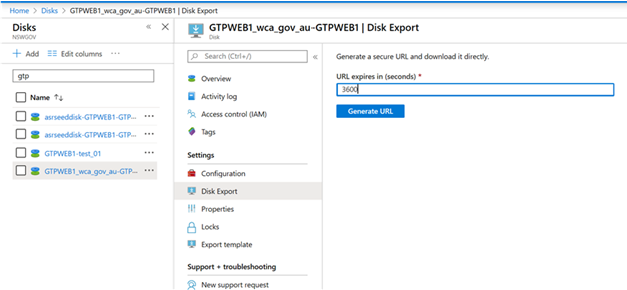 Home > Disks > GTPWEB1_wca_gov_au-GTPWEB1 | Disk Export
Disks
NSWGOV
Add Edit columns ...
gtp
Name
asrseeddisk-GTPWEB1-GTP... ...
asrseeddisk-GTPWEB1-GTP... ...
GTPWEB1-test_01 ...
GTPWEB1_wca_gov_au-GTP... ...
GTPWEB1_wca_gov_au-GTPWEB1 | Disk Export
Disk
Search (Ctrl+/)
Overview
Activity log
Access control (IAM)
Tags
Settings
Configuration
Disk Export
Properties
Locks
Export template
Support + troubleshooting
New support request
Generate a secure URL and download it directly.
URL expires in (seconds) *
3600
Generate URL